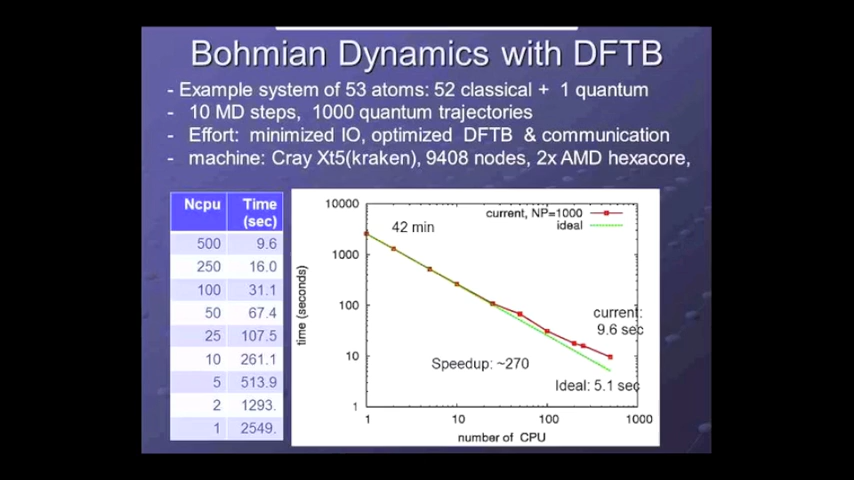 Bohmian Dynamics with DFTB
- Example system of 53 atoms: 52 classical + 1 quantum
- 10 MD steps, 1000 quantum trajectories
- Effort: minimized IO, optimized DFTB & communication
- machine: Cray Xt5(kraken), 9408 nodes, 2x AMD hexacore,
Ncpu Time (sec)
500 9.6
250 16.0
100 31.1
50 67.4
25 107.5
10 261.1
5 513.9
2 1293.
1 2549.
10000
1000
100
10
1
time (seconds)
current, NP=1000
ideal
42 min
current:
9.6 sec
Speedup: ~270
Ideal: 5.1 sec
1 10 100 1000
number of CPU